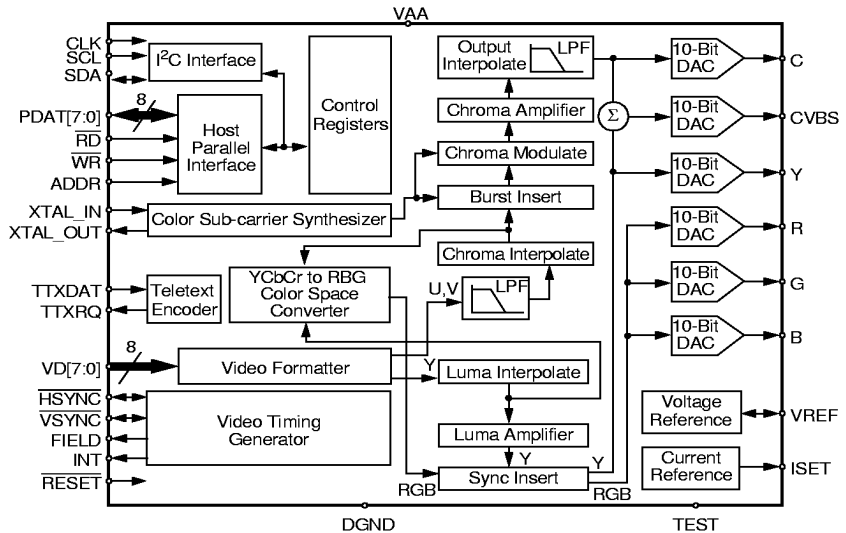 VAA
CLK
SCL
SDA
I²C Interface
8
PDAT[7:0]
RD
WR
ADDR
Host
Parallel
Interface
Control
Registers
XTAL_IN
XTAL_OUT
Color Sub-carrier Synthesizer
Output
Interpolate
LPF
Chroma Amplifier
Chroma Modulate
Burst Insert
Chroma Interpolate
Σ
10-Bit
DAC
C
10-Bit
DAC
CVBS
10-Bit
DAC
Y
10-Bit
DAC
R
10-Bit
DAC
G
10-Bit
DAC
B
TTXDAT
TTXRQ
Teletext
Encoder
YCbCr to RBG
Color Space
Converter
U,V
LPF
8
VD[7:0]
Video Formatter
Y
Luma Interpolate
HSYNC
VSYNC
FIELD
INT
RESET
Video Timing
Generator
Luma Amplifier
Y
Sync Insert
RGB
Y
RGB
Voltage
Reference
VREF
Current
Reference
ISET
DGND
TEST